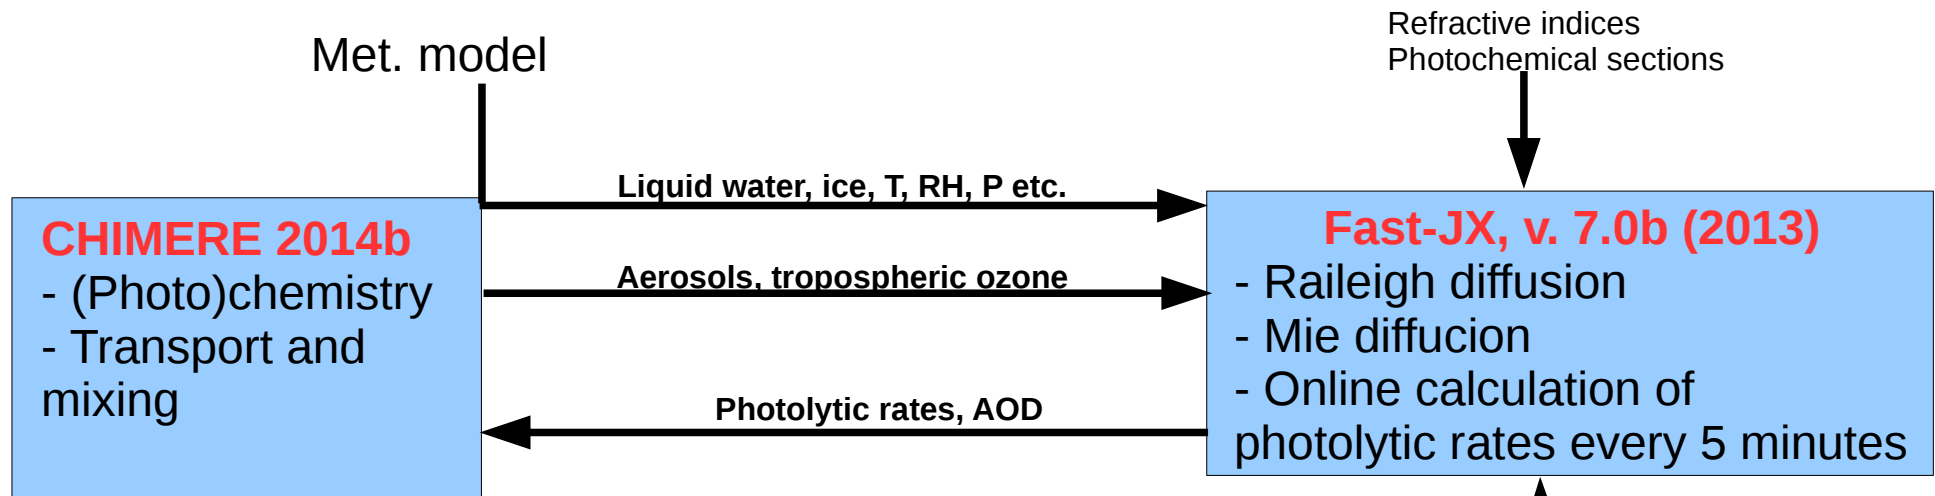 Refractive indices
Photochemical sections
Met. model
Liquid water, ice, T, RH, P etc.
CHIMERE 2014b
- (Photo)chemistry
- Transport and
mixing
Aerosols, tropospheric ozone
Photolytic rates, AOD
Fast-JX, v. 7.0b (2013)
- Raileigh diffusion
- Mie diffucion
- Online calculation of
photolytic rates every 5 minutes